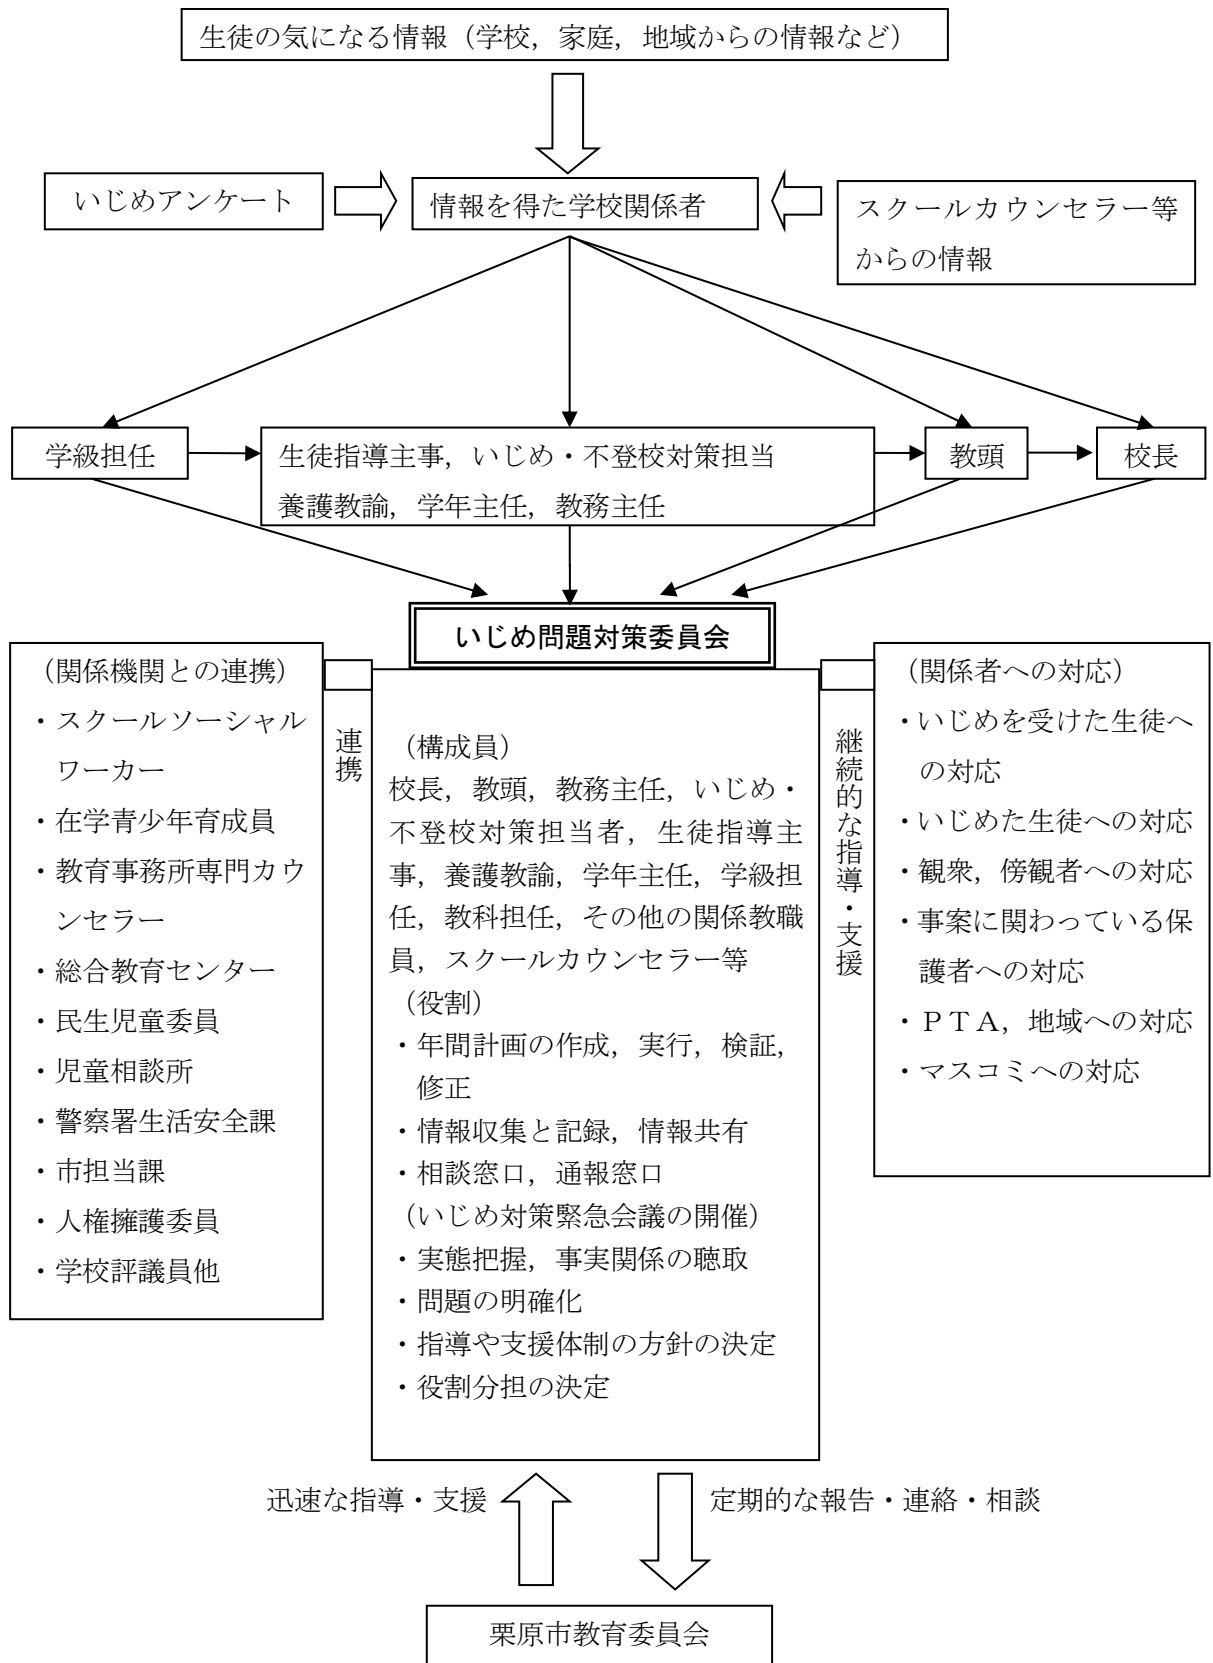 生徒の気になる情報（学校，家庭，地域からの情報など）
いじめアンケート
情報を得た学校関係者
スクールカウンセラー等
からの情報
学級担任
生徒指導主事，いじめ・不登校対策担当
養護教諭，学年主任，教務主任
教頭
校長
いじめ問題対策委員会
（関係機関との連携）
・スクールソーシャル
ワーカー
・在学青少年育成員
・教育事務所専門カウ
ンセラー
・総合教育センター
・民生児童委員
・児童相談所
・警察署生活安全課
・市担当課
・人権擁護委員
・学校評議員他
連携
（構成員）
校長，教頭，教務主任，いじめ・
不登校対策担当者，生徒指導主
事，養護教諭，学年主任，学級担
任，教科担任，その他の関係教職
員，スクールカウンセラー等
（役割）
・年間計画の作成，実行，検証，
修正
・情報収集と記録，情報共有
・相談窓口，通報窓口
（いじめ対策緊急会議の開催）
・実態把握，事実関係の聴取
・問題の明確化
・指導や支援体制の方針の決定
・役割分担の決定
継続的な指導・支援
（関係者への対応）
・いじめを受けた生徒へ
の対応
・いじめた生徒への対応
・観衆，傍観者への対応
・事案に関わっている保
護者への対応
・ＰＴＡ，地域への対応
・マスコミへの対応
迅速な指導・支援
定期的な報告・連絡・相談
栗原市教育委員会